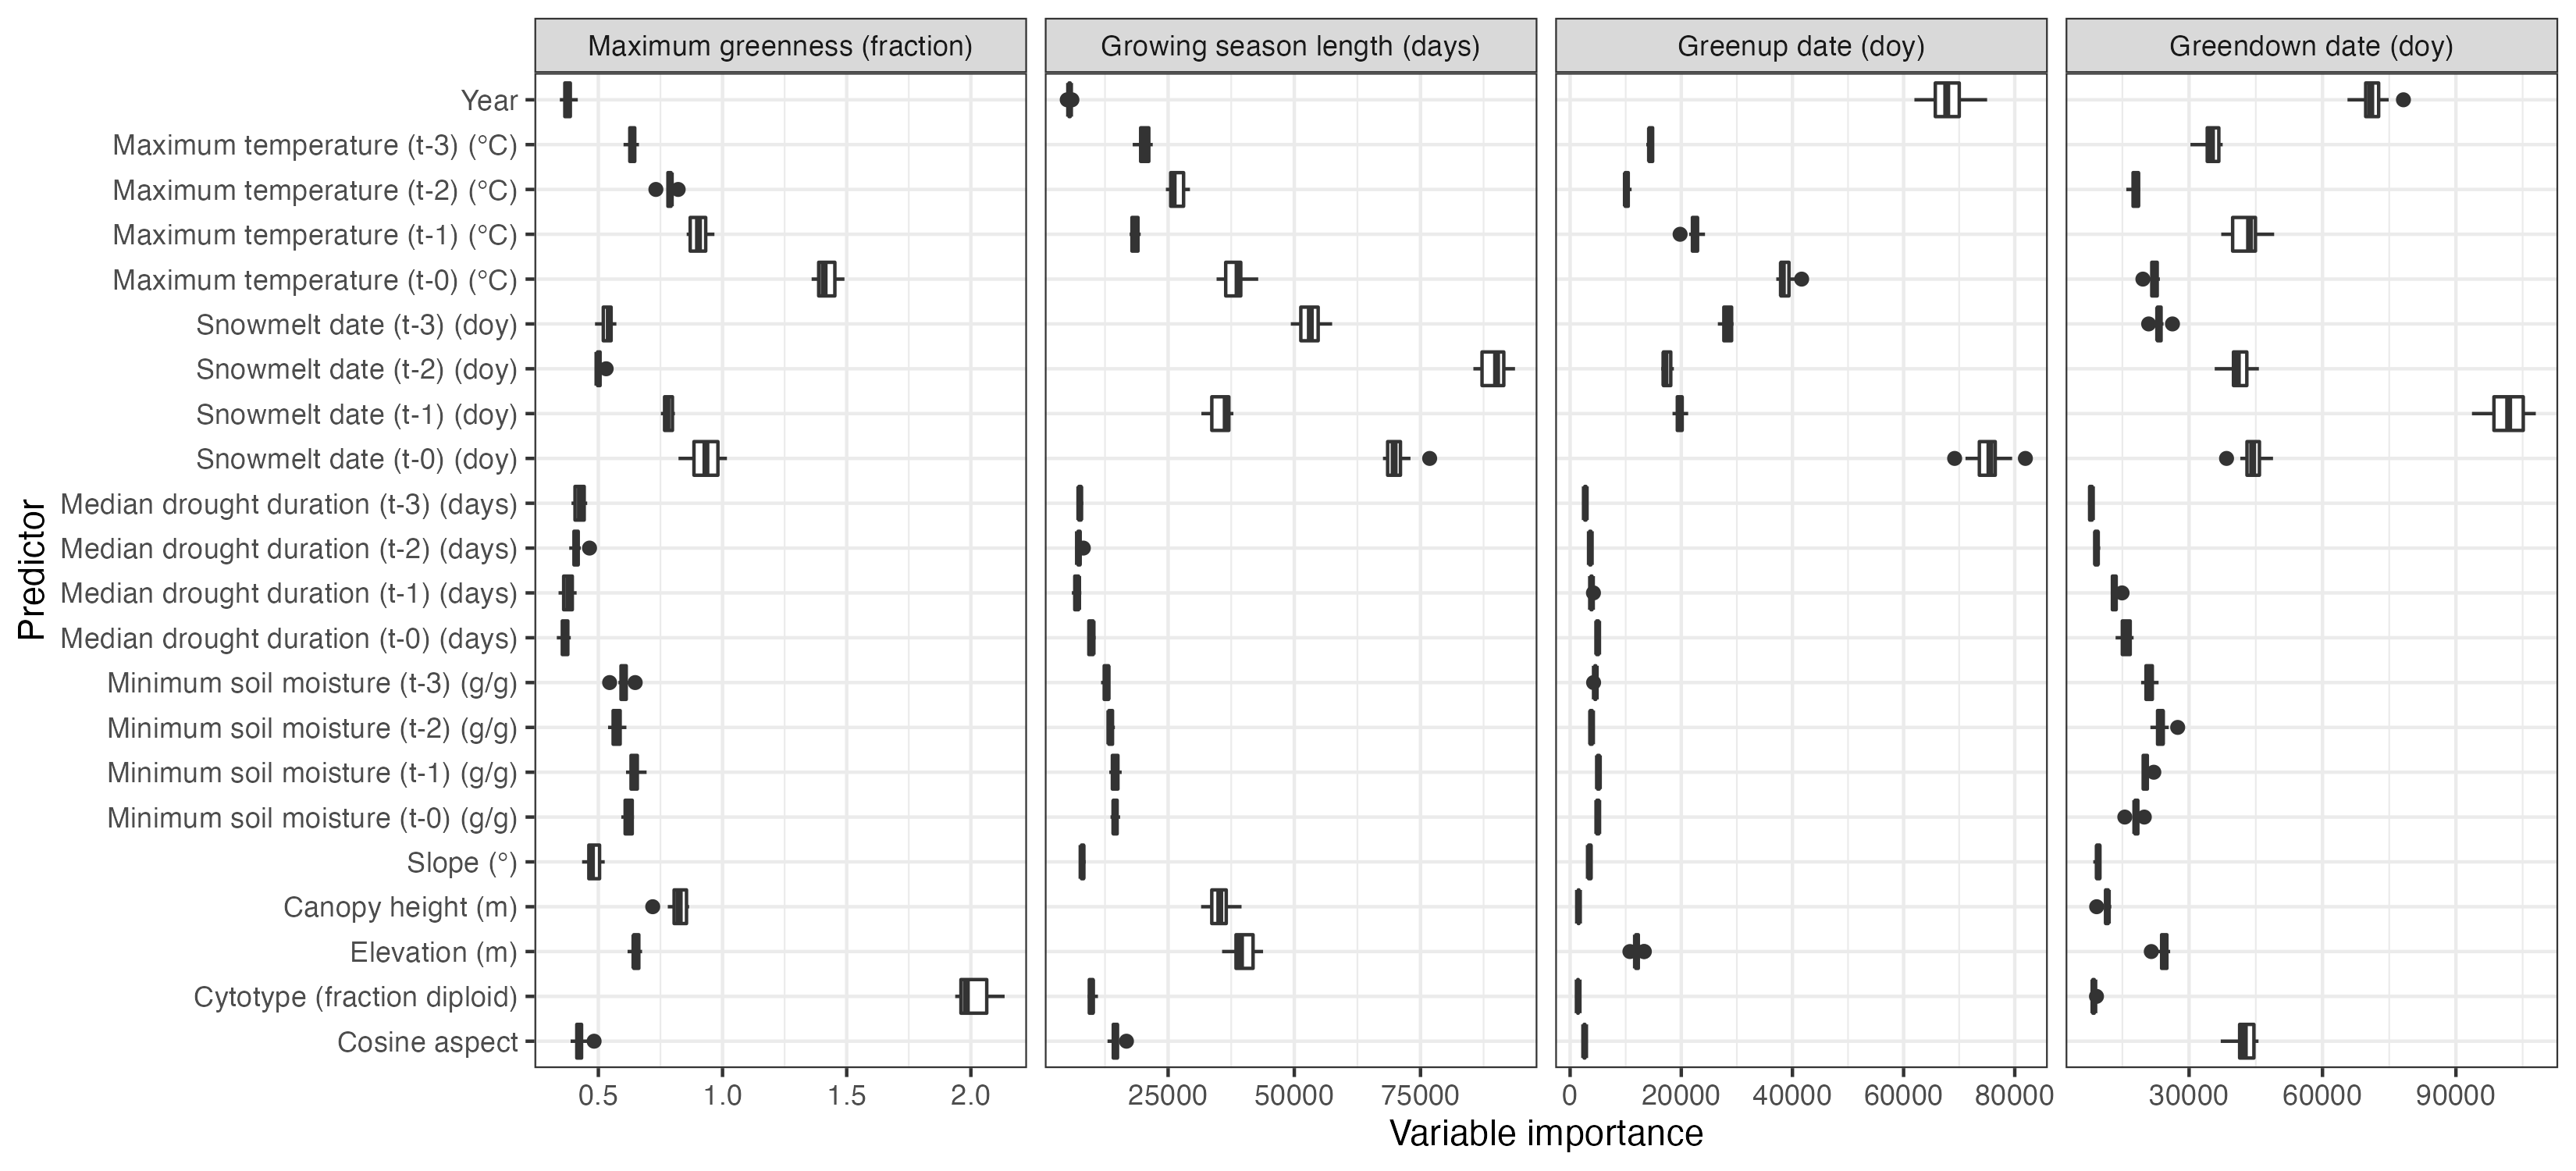 Maximum greenness (fraction)
Growing season length (days)
Greenup date (doy)
Greendown date (doy)
Predictor
Year
Maximum temperature (t-3) (°C)
Maximum temperature (t-2) (°C)
Maximum temperature (t-1) (°C)
Maximum temperature (t-0) (°C)
Snowmelt date (t-3) (doy)
Snowmelt date (t-2) (doy)
Snowmelt date (t-1) (doy)
Snowmelt date (t-0) (doy)
Median drought duration (t-3) (days)
Median drought duration (t-2) (days)
Median drought duration (t-1) (days)
Median drought duration (t-0) (days)
Minimum soil moisture (t-3) (g/g)
Minimum soil moisture (t-2) (g/g)
Minimum soil moisture (t-1) (g/g)
Minimum soil moisture (t-0) (g/g)
Slope (°)
Canopy height (m)
Elevation (m)
Cytotype (fraction diploid)
Cosine aspect
0.5 1.0 1.5 2.0
25000 50000 75000
0 20000 40000 60000 80000
30000 60000 90000
Variable importance